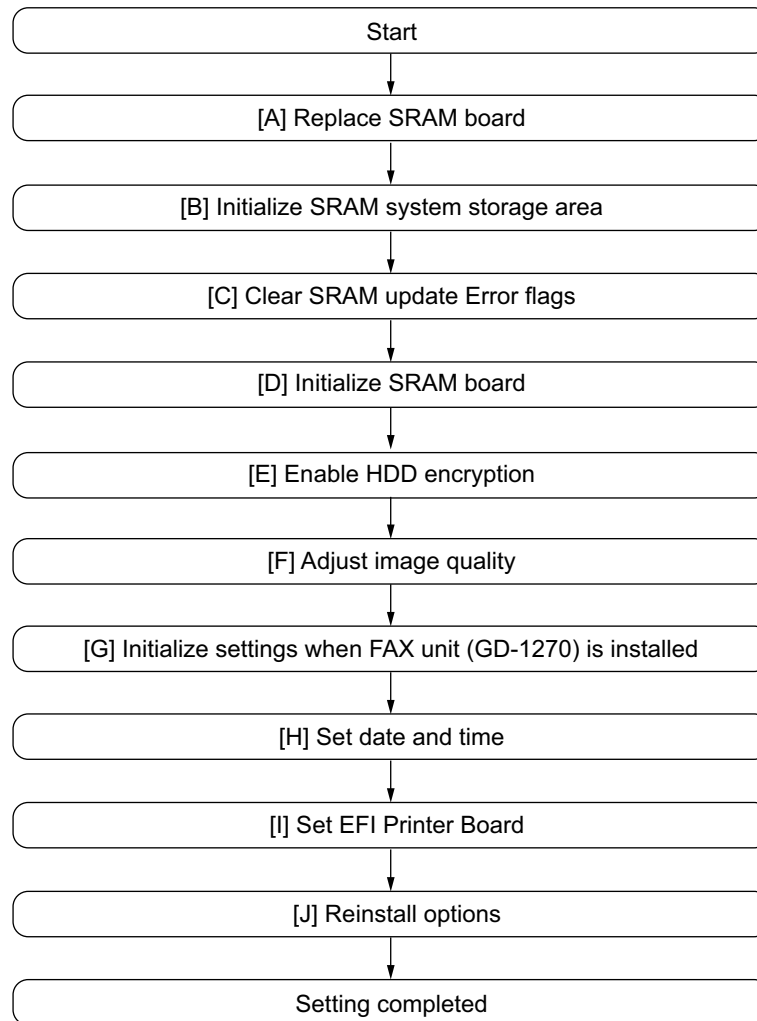 Start
[A] Replace SRAM board
[B] Initialize SRAM system storage area
[C] Clear SRAM update Error flags
[D] Initialize SRAM board
[E] Enable HDD encryption
[F] Adjust image quality
[G] Initialize settings when FAX unit (GD-1270) is installed
[H] Set date and time
[I] Set EFI Printer Board
[J] Reinstall options
Setting completed